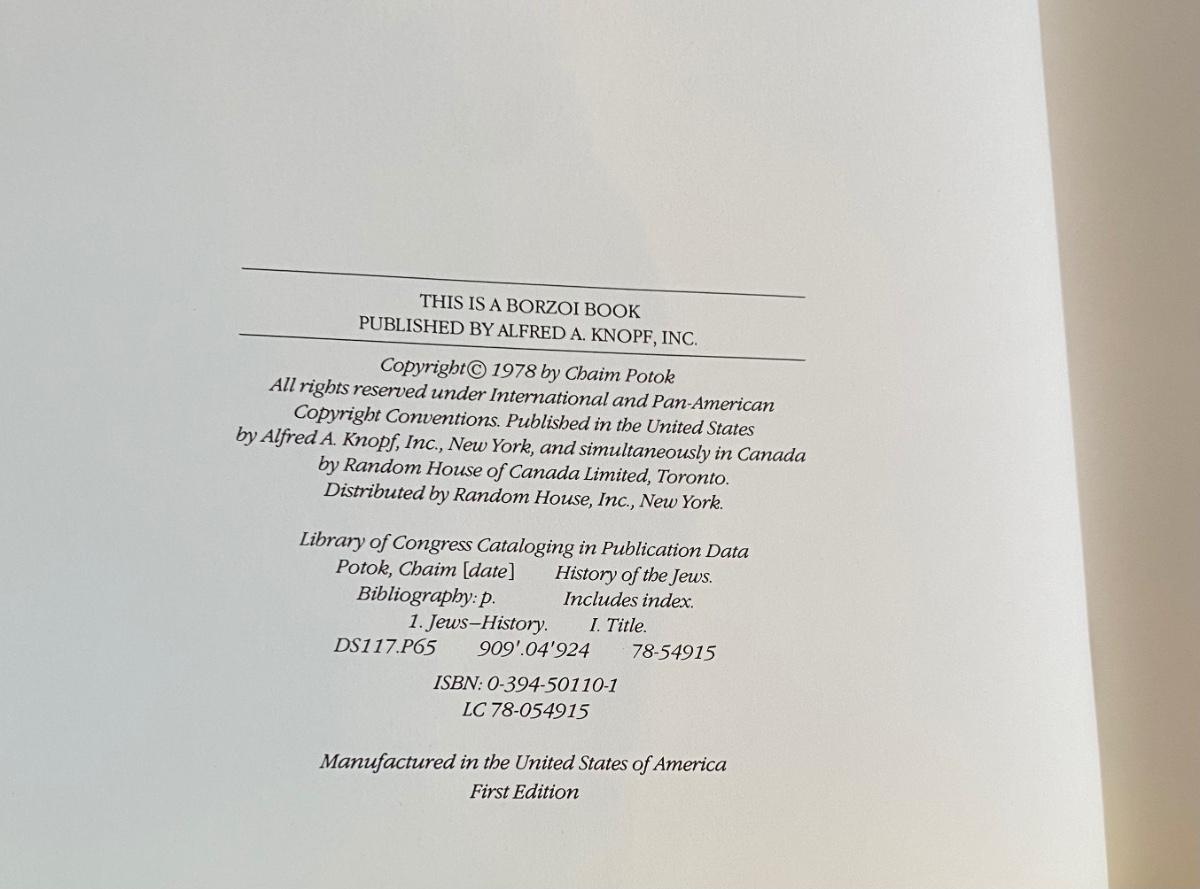 THIS IS A BORZOI BOOK
PUBLISHED BY ALFRED A. KNOPF, INC.
Copyright© 1978 by Chaim Potok
All rights reserved under International and Pan-American
Copyright Conventions. Published in the United States
by Alfred A. Knopf, Inc., New York, and simultaneously in Canada
by Random House of Canada Limited, Toronto.
Distributed by Random House, Inc., New York.
Library of Congress Cataloging in Publication Data
Potok, Chaim [date] History of the Jews.
Bibliography: p. Includes index.
1. Jews—History. I. Title.
DS117.P65 909'.04'924 78-54915
ISBN: 0-394-50110-1
LC 78-054915
Manufactured in the United States of America
First Edition